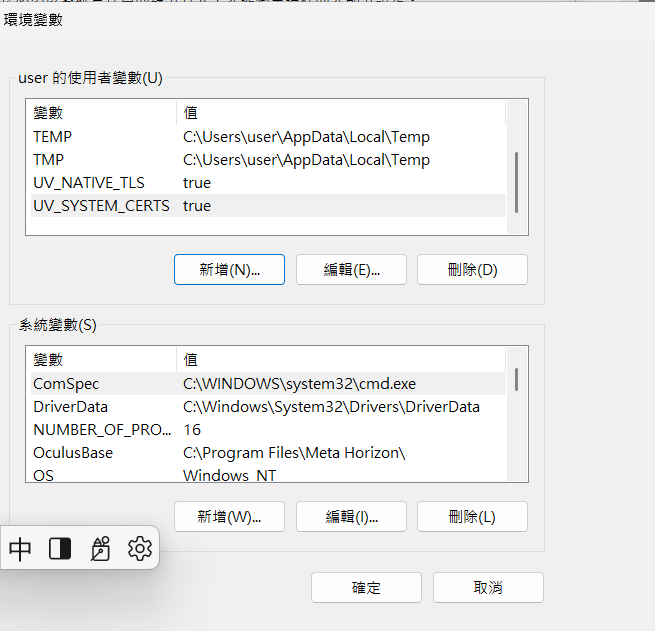 環境變數
user 的使用者變數(U)
變數 值
TEMP C:\Users\user\AppData\Local\Temp
TMP C:\Users\user\AppData\Local\Temp
UV_NATIVE_TLS true
UV_SYSTEM_CERTS true
新增(N)... 編輯(E)... 刪除(D)
系統變數(S)
變數 值
ComSpec C:\WINDOWS\system32\cmd.exe
DriverData C:\Windows\System32\Drivers\DriverData
NUMBER_OF_PRO... 16
OculusBase C:\Program Files\Meta Horizon\
OS Windows_NT
新增(W)... 編輯(I)... 刪除(L)
中
確定 取消